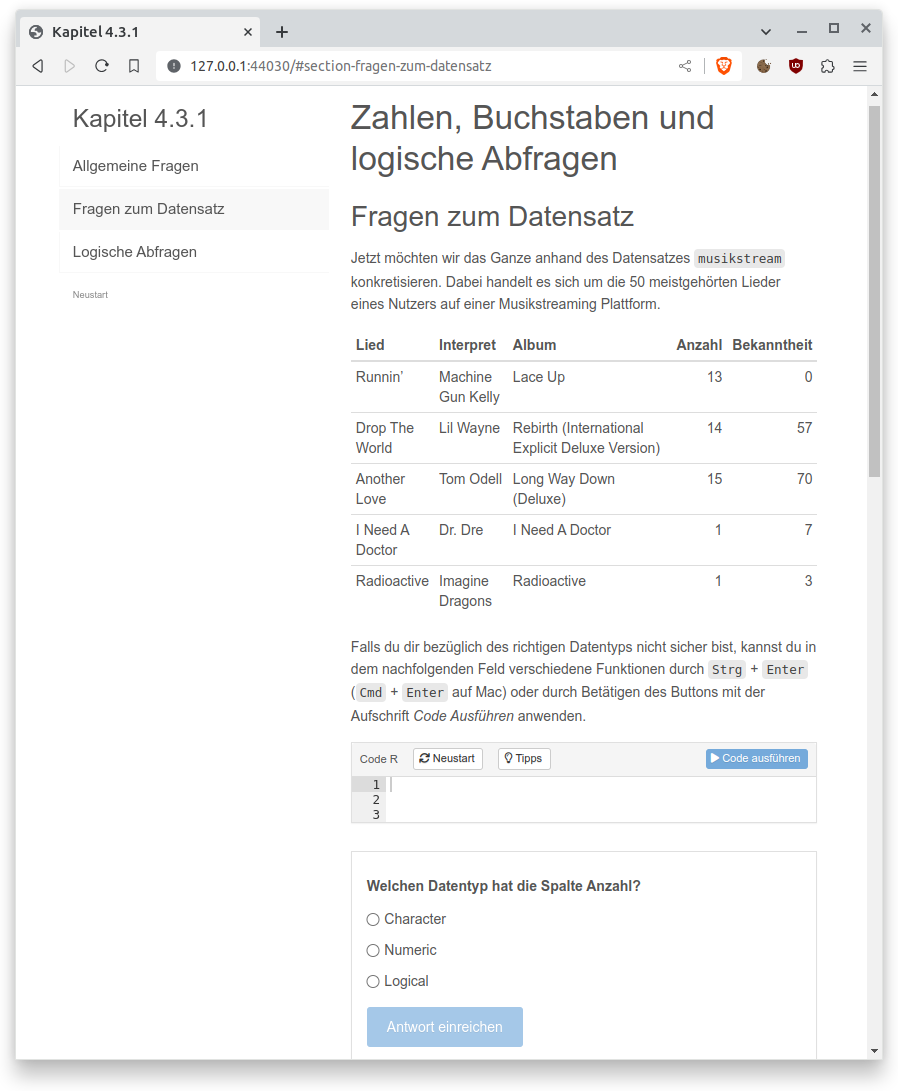 Kapitel 4.3.1
127.0.0.1:44030/#section-fragen-zum-datensatz
Kapitel 4.3.1
Allgemeine Fragen
Fragen zum Datensatz
Logische Abfragen
Neustart
Zahlen, Buchstaben und
logische Abfragen
Fragen zum Datensatz
Jetzt möchten wir das Ganze anhand des Datensatzes musikstream
konkretisieren. Dabei handelt es sich um die 50 meistgehörten Lieder
eines Nutzers auf einer Musikstreaming Plattform.
Lied Interpret Album Anzahl Bekanntheit
Runnin’ Machine Lace Up 13 0
Gun Kelly
Drop The Lil Wayne Rebirth (International 14 57
World Explicit Deluxe Version)
Another Tom Odell Long Way Down 15 70
Love (Deluxe)
I Need A Dr. Dre I Need A Doctor 1 7
Doctor
Radioactive Imagine Radioactive 1 3
Dragons
Falls du dir bezüglich des richtigen Datentyps nicht sicher bist, kannst du in
dem nachfolgenden Feld verschiedene Funktionen durch Strg + Enter
(Cmd + Enter auf Mac) oder durch Betätigen des Buttons mit der
Aufschrift Code Ausführen anwenden.
Code R Neustart Tipps Code ausführen
1
2
3
Welchen Datentyp hat die Spalte Anzahl?
Character
Numeric
Logical
Antwort einreichen